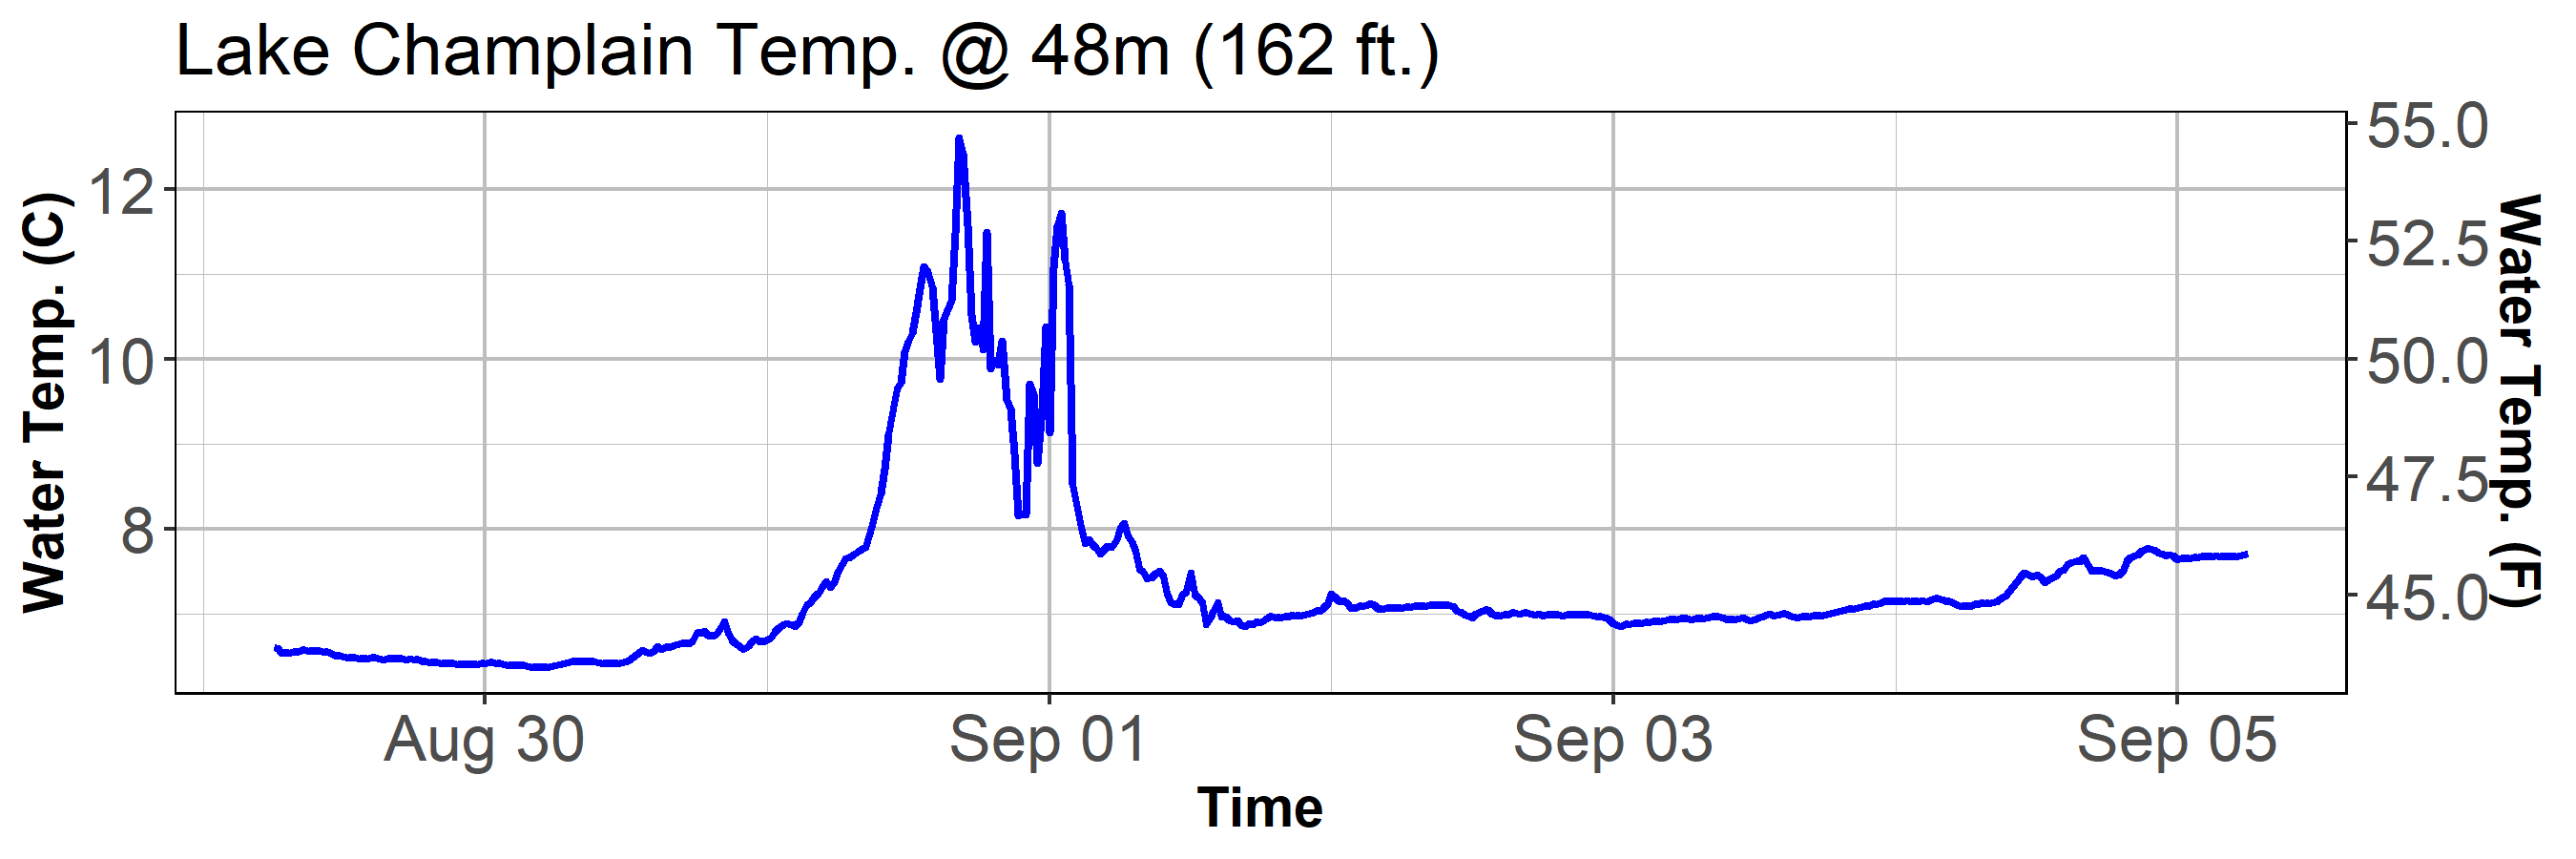 Lake Champlain Temp. @ 48m (162 ft.)
Water Temp. (C)
12
10
8
55.0
52.5
50.0
47.5
45.0
Water Temp. (F)
Aug 30 Sep 01 Sep 03 Sep 05
Time